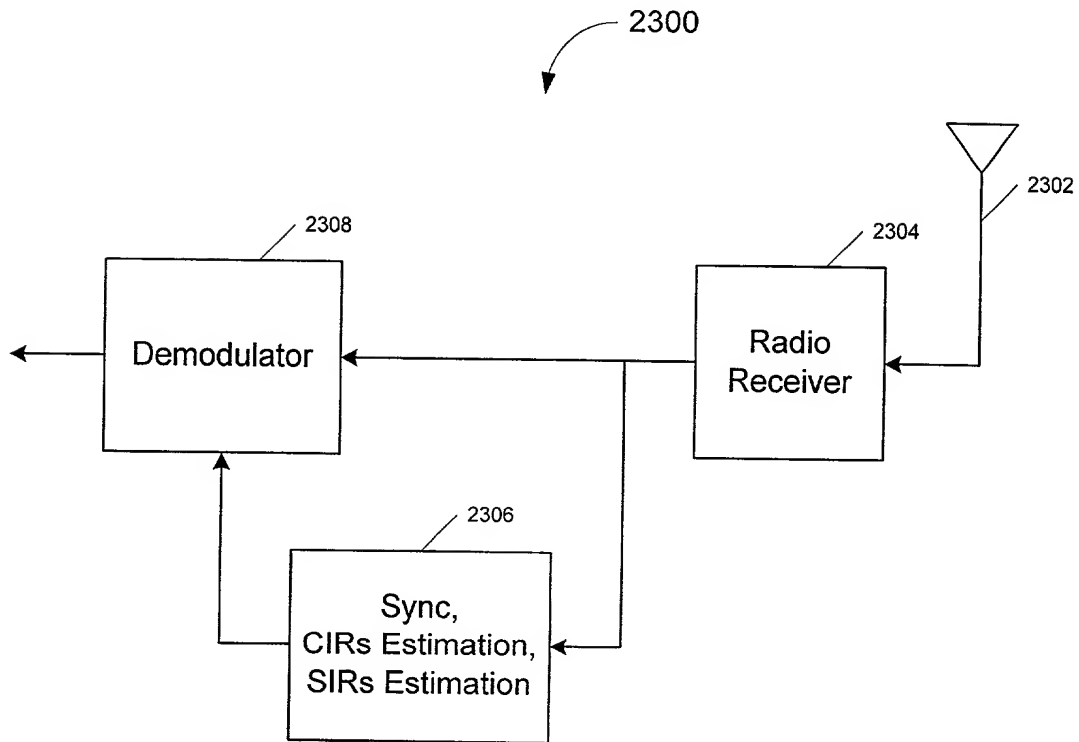 2300
2302
2308
2304
Demodulator
Radio
Receiver
2306
Sync,
CIRs Estimation,
SIRs Estimation